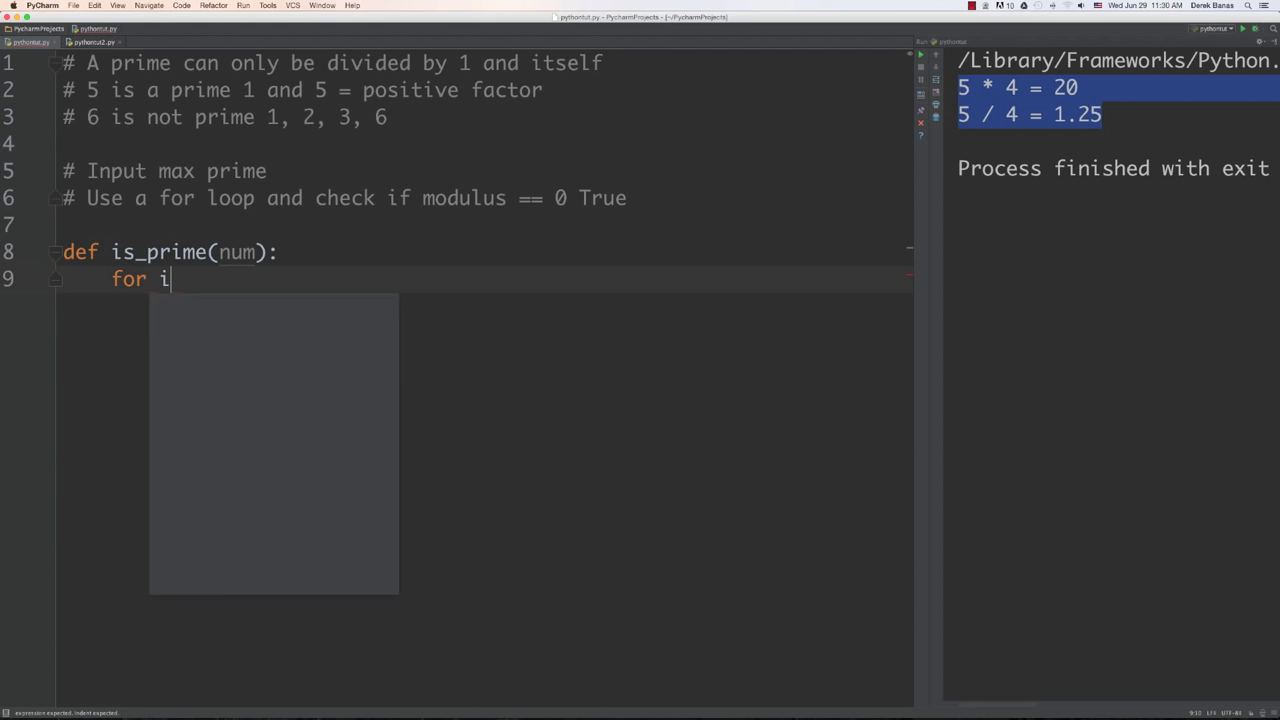 PyCharm File Edit View Navigate Code Refactor Run Tools VCS Window Help
10 Wed Jun 29 11:30 AM Derek Banas
pythontut.py - PycharmProjects - [~/PycharmProjects]
PycharmProjects pythontut.py
pythontut
pythontut.py pythontut2.py
Run pythontut
1 # A prime can only be divided by 1 and itself
2 # 5 is a prime 1 and 5 = positive factor
3 # 6 is not prime 1, 2, 3, 6
4
5 # Input max prime
6 # Use a for loop and check if modulus == 0 True
7
8 def is_prime(num):
9 for i
/Library/Frameworks/Python.
5 * 4 = 20
5 / 4 = 1.25
Process finished with exit
expression expected. Indent expected.
9:10 LF≑ UTF-8≑